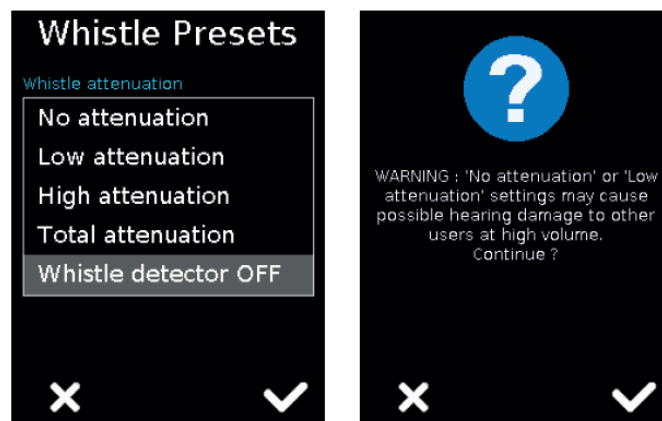 Whistle Presets
Whistle attenuation
No attenuation
Low attenuation
High attenuation
Total attenuation
Whistle detector OFF
?
WARNING : 'No attenuation' or 'Low
attenuation' settings may cause
possible hearing damage to other
users at high volume.
Continue ?